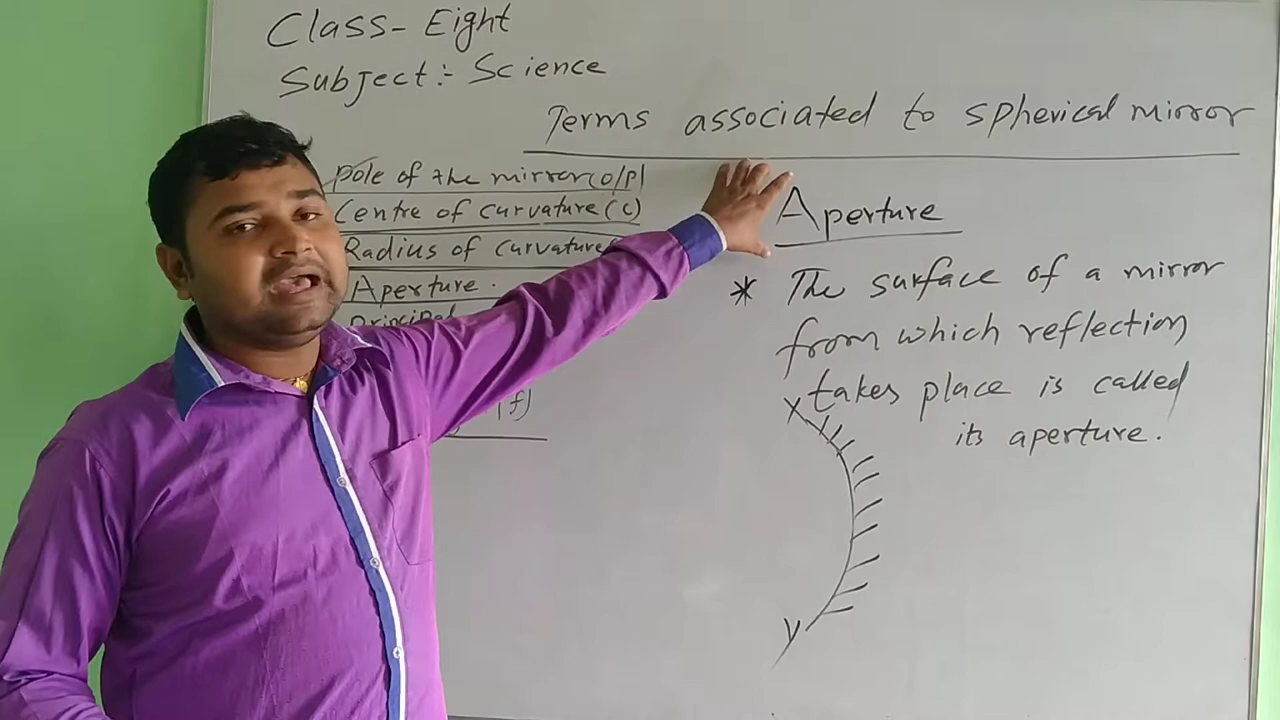 Class- Eight
Subject:- Science
Terms associated to spherical mirror
Pole of the mirror(O/P)
Centre of curvature (C)
Radius of curvature(
Aperture.
Principal
(f)
Aperture
* The surface of a mirror
from which reflection
takes place is called
its aperture.
X
Y